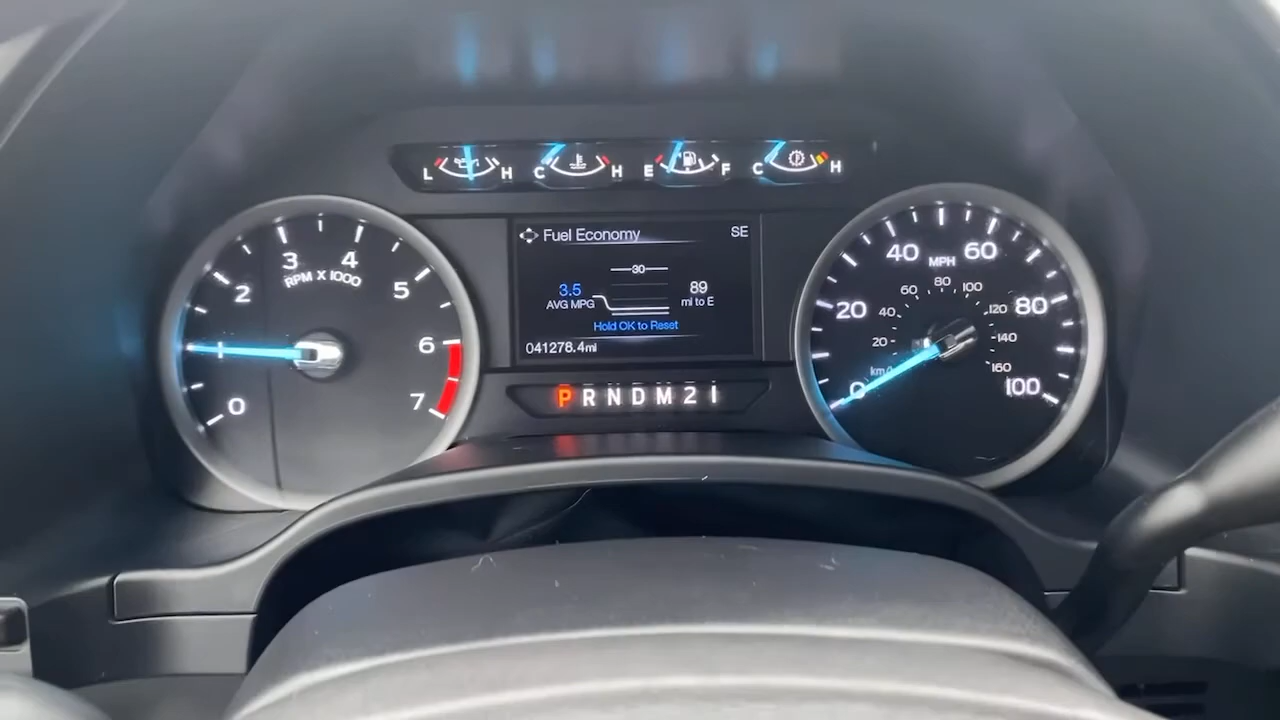 L H C H E F C H
Fuel Economy SE
30
3.5 89
AVG MPG mi to E
Hold OK to Reset
041278.4mi
P R N D M 2 1
0 1 2 3 4 5 6 7
RPM X 1000
0 20 40 60 80 100
MPH
20 40 60 80 100 120 140 160
km/